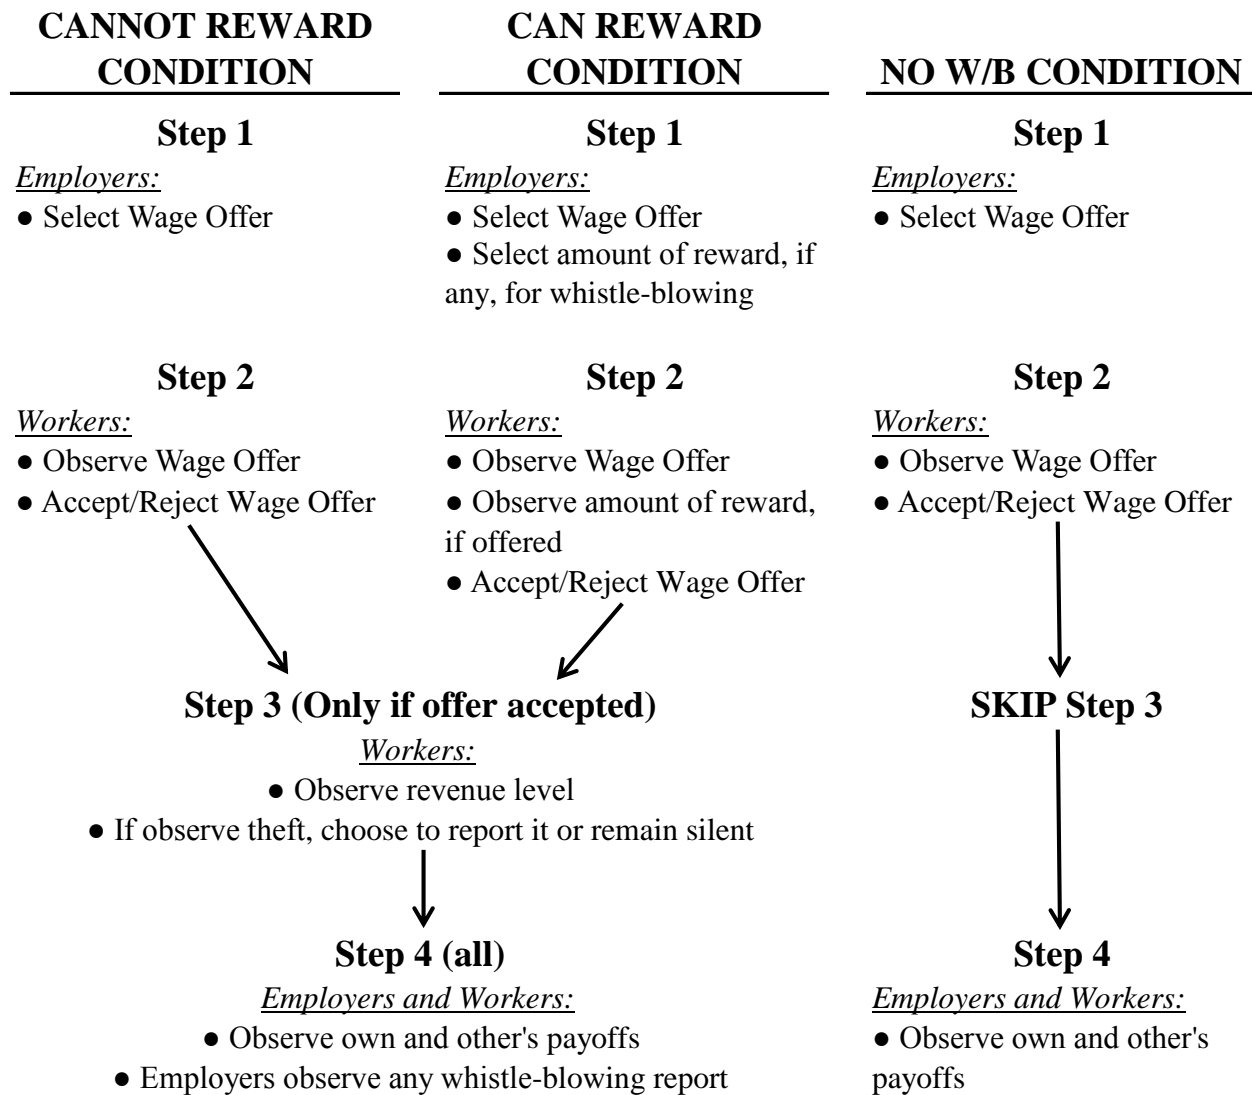 CANNOT REWARD
CONDITION
CAN REWARD
CONDITION
NO W/B CONDITION
Step 1
Employers:
● Select Wage Offer
Step 1
Employers:
● Select Wage Offer
● Select amount of reward, if
any, for whistle-blowing
Step 1
Employers:
● Select Wage Offer
Step 2
Workers:
● Observe Wage Offer
● Accept/Reject Wage Offer
Step 2
Workers:
● Observe Wage Offer
● Observe amount of reward,
if offered
● Accept/Reject Wage Offer
Step 2
Workers:
● Observe Wage Offer
● Accept/Reject Wage Offer
Step 3 (Only if offer accepted)
Workers:
● Observe revenue level
● If observe theft, choose to report it or remain silent
SKIP Step 3
Step 4 (all)
Employers and Workers:
● Observe own and other's payoffs
● Employers observe any whistle-blowing report
Step 4
Employers and Workers:
● Observe own and other's
payoffs